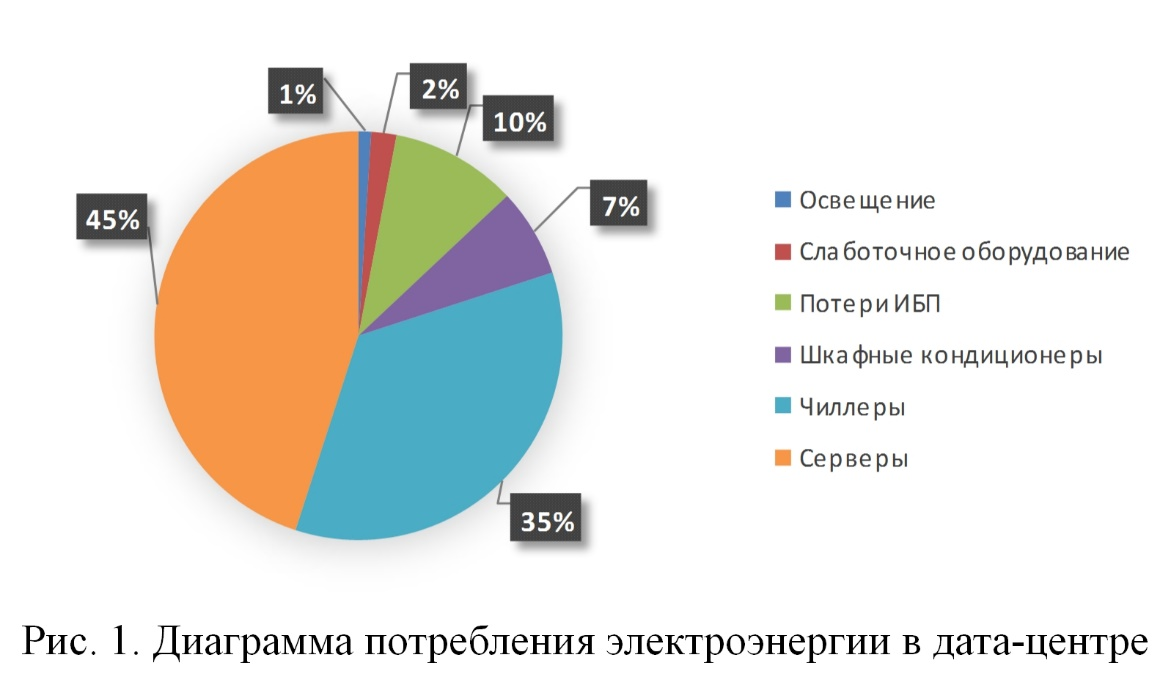 1%
2%
10%
7%
45%
35%
Освещение
Слаботочное оборудование
Потери ИБП
Шкафные кондиционеры
Чиллеры
Серверы
Рис. 1. Диаграмма потребления электроэнергии в дата-центре